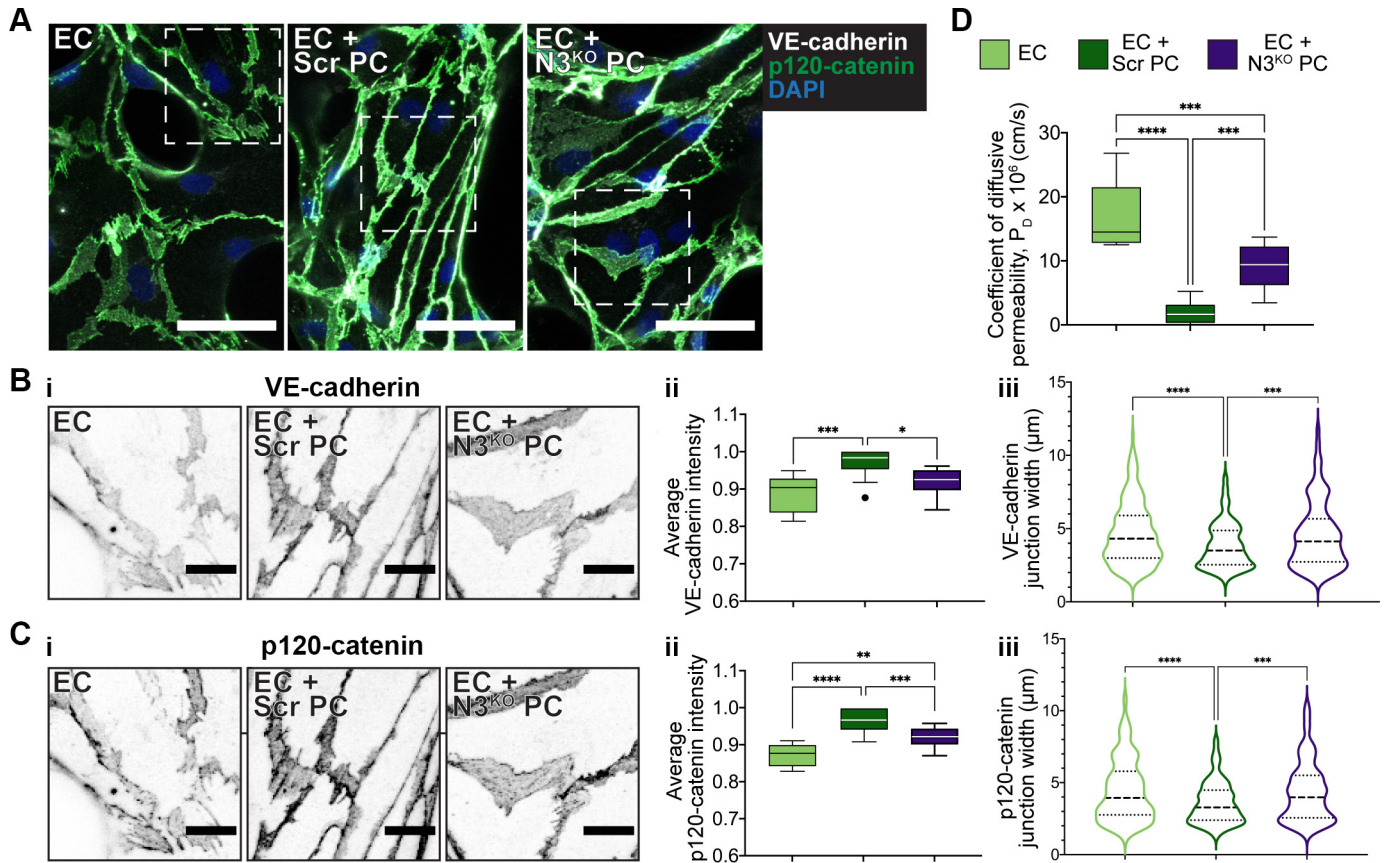 A
EC
EC +
Scr PC
EC +
N3ᴷᴼ PC
VE-cadherin
p120-catenin
DAPI
D
EC
EC +
Scr PC
EC +
N3ᴷᴼ PC
Coefficient of diffusive
permeability, P_D x 10⁶ (cm/s)
30
20
10
0
***
****
***
B
i
VE-cadherin
EC
EC +
Scr PC
EC +
N3ᴷᴼ PC
ii
Average
VE-cadherin intensity
1.1
1.0
0.9
0.8
0.7
0.6
***
*
iii
VE-cadherin
junction width (µm)
15
10
5
0
****
***
C
i
p120-catenin
EC
EC +
Scr PC
EC +
N3ᴷᴼ PC
ii
Average
p120-catenin intensity
1.1
1.0
0.9
0.8
0.7
0.6
**
****
***
iii
p120-catenin
junction width (µm)
15
10
5
0
****
***